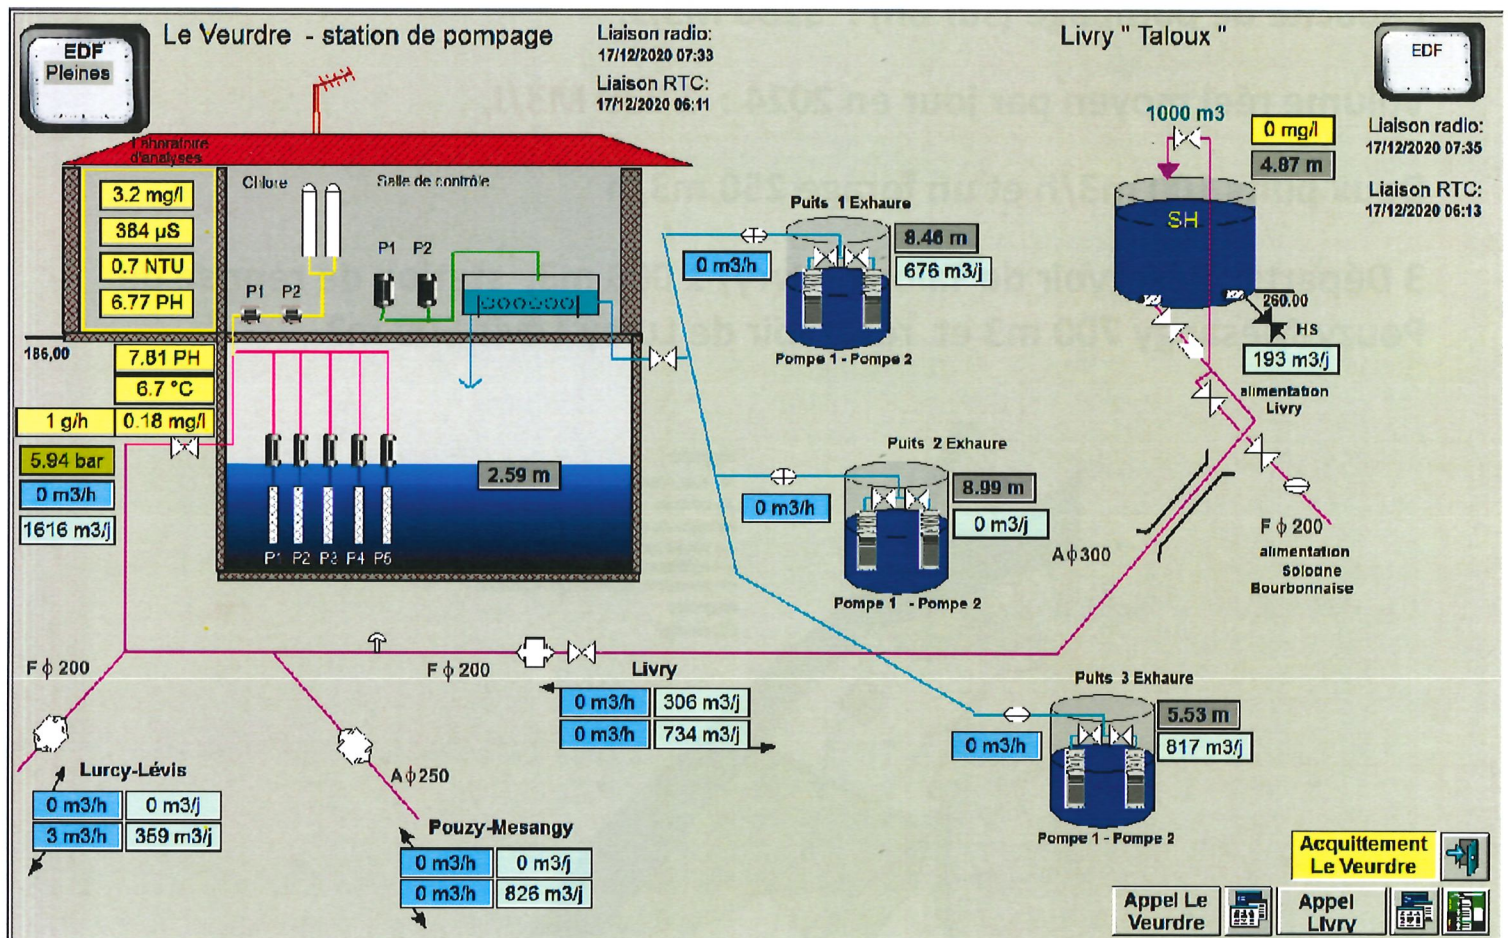 EDF
Pleines
Le Veurdre - station de pompage
Liaison radio:
17/12/2020 07:33
Liaison RTC:
17/12/2020 06:11
Livry " Taloux "
EDF
Liaison radio:
17/12/2020 07:35
Liaison RTC:
17/12/2020 06:13
1000 m3
0 mg/l
4.87 m
SH
260.00
HS
193 m3/j
alimentation
Livry
Laboratoire
d'analyses
3.2 mg/l
384 µS
0.7 NTU
6.77 PH
Chlore
P1 P2
Salle de contrôle
P1 P2
186,00
7.81 PH
6.7 °C
1 g/h
0.18 mg/l
5.94 bar
0 m3/h
1616 m3/j
2.59 m
P1 P2 P3 P4 P5
Puits 1 Exhaure
0 m3/h
8.46 m
676 m3/j
Pompe 1 - Pompe 2
Puits 2 Exhaure
0 m3/h
8.99 m
0 m3/j
Pompe 1 - Pompe 2
A ϕ 300
F ϕ 200
alimentation
Sologne
Bourbonnaise
Puits 3 Exhaure
0 m3/h
5.53 m
817 m3/j
Pompe 1 - Pompe 2
F ϕ 200
F ϕ 200
Livry
0 m3/h 306 m3/j
0 m3/h 734 m3/j
A ϕ 250
Lurcy-Lévis
0 m3/h 0 m3/j
3 m3/h 359 m3/j
Pouzy-Mesangy
0 m3/h 0 m3/j
0 m3/h 826 m3/j
Acquittement
Le Veurdre
Appel Le
Veurdre
Appel
Livry